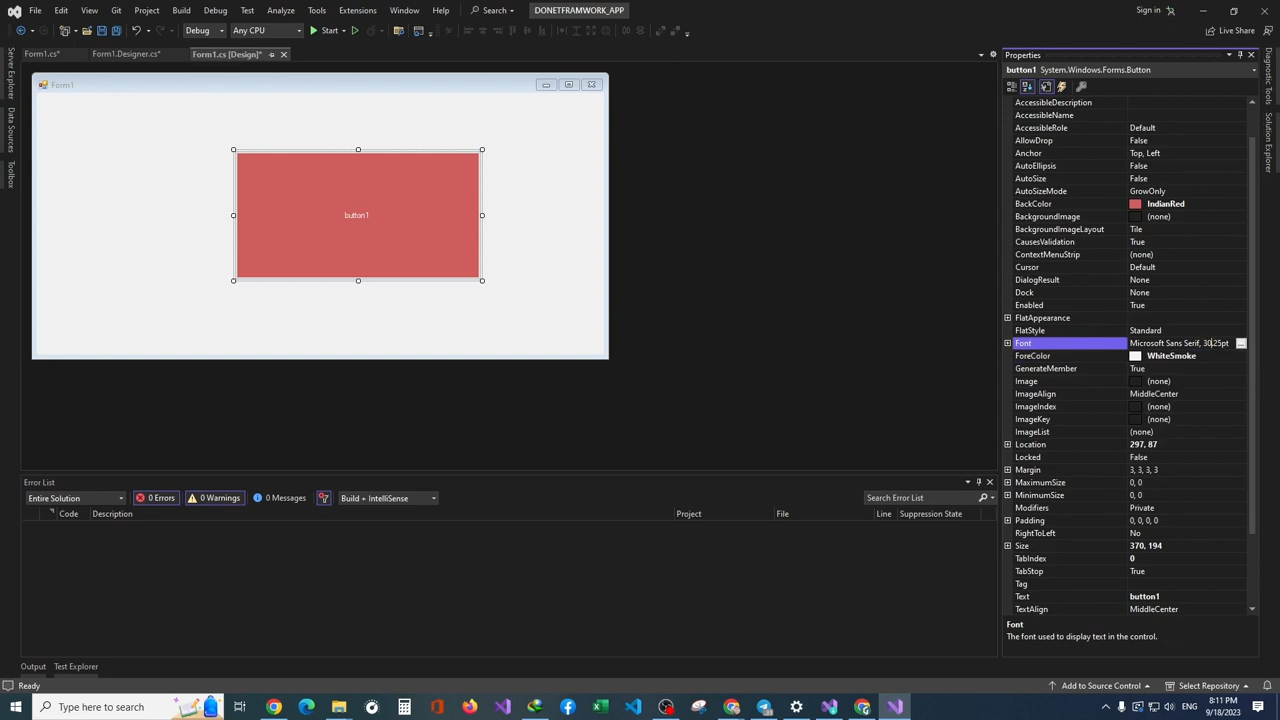 File Edit View Git Project Build Debug Test Analyze Tools Extensions Window Help Search DONETFRAMWORK_APP Sign in
Debug Any CPU Start Live Share
Form1.cs* Form1.Designer.cs* Form1.cs [Design]*
Server Explorer
Data Sources
Toolbox
Form1
button1
Properties
button1 System.Windows.Forms.Button
AccessibleDescription
AccessibleName
AccessibleRole Default
AllowDrop False
Anchor Top, Left
AutoEllipsis False
AutoSize False
AutoSizeMode GrowOnly
BackColor IndianRed
BackgroundImage (none)
BackgroundImageLayout Tile
CausesValidation True
ContextMenuStrip (none)
Cursor Default
DialogResult None
Dock None
Enabled True
FlatAppearance
FlatStyle Standard
Font Microsoft Sans Serif, 30.25pt ...
ForeColor WhiteSmoke
GenerateMember True
Image (none)
ImageAlign MiddleCenter
ImageIndex (none)
ImageKey (none)
ImageList (none)
Location 297, 87
Locked False
Margin 3, 3, 3, 3
MaximumSize 0, 0
MinimumSize 0, 0
Modifiers Private
Padding 0, 0, 0, 0
RightToLeft No
Size 370, 194
TabIndex 0
TabStop True
Tag
Text button1
TextAlign MiddleCenter
Font
The font used to display text in the control.
Diagnostic Tools
Solution Explorer
Error List
Entire Solution 0 Errors 0 Warnings 0 Messages Build + IntelliSense Search Error List
Code Description Project File Line Suppression State
Output Test Explorer
Ready Add to Source Control Select Repository
Type here to search
8:11 PM
9/18/2023